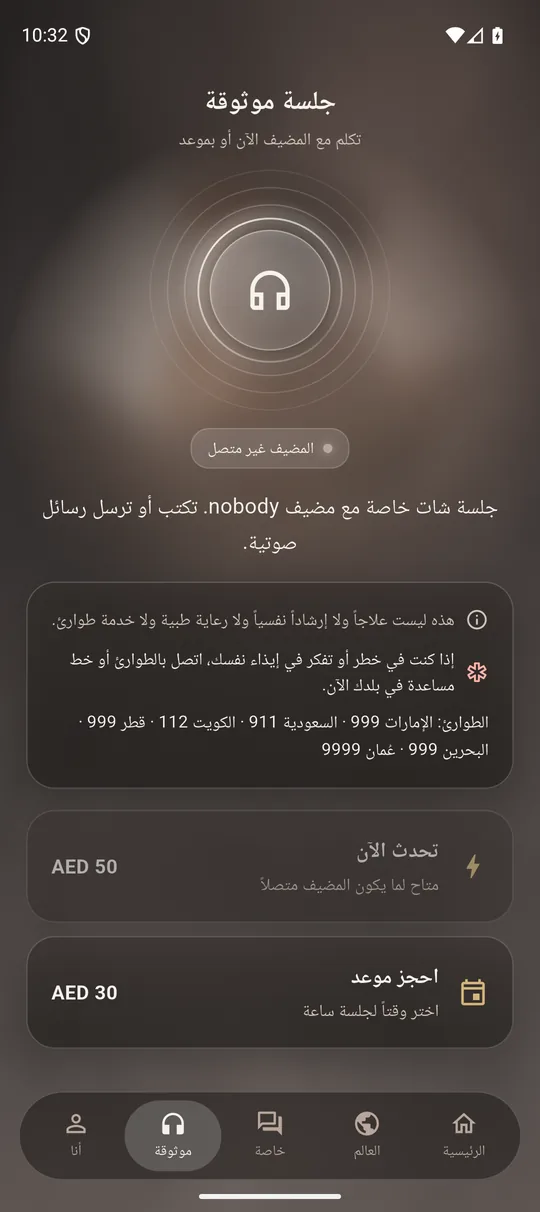 10:32
جلسة موثوقة
تكلم مع المضيف الآن أو بموعد
المضيف غير متصل
جلسة شات خاصة مع مضيف nobody. تكتب أو ترسل رسائل
صوتية.
هذه ليست علاجاً ولا إرشاداً نفسياً ولا رعاية طبية ولا خدمة طوارئ.
إذا كنت في خطر أو تفكر في إيذاء نفسك، اتصل بالطوارئ أو خط
مساعدة في بلدك الآن.
الطوارئ: الإمارات 999 · السعودية 911 · الكويت 112 · قطر 999 ·
البحرين 999 · عُمان 9999
تحدث الآن
AED 50
متاح لما يكون المضيف متصلاً
احجز موعد
AED 30
اختر وقتاً لجلسة ساعة
الرئيسية
العالم
خاصة
موثوقة
أنا